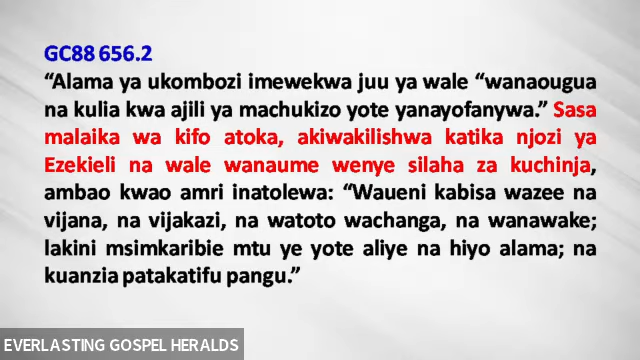 GC88 656.2
“Alama ya ukombozi imewekwa juu ya wale “wanaougua
na kulia kwa ajili ya machukizo yote yanayofanywa.” Sasa
malaika wa kifo atoka, akiwakilishwa katika njozi ya
Ezekieli na wale wanaume wenye silaha za kuchinja,
ambao kwao amri inatolewa: “Waueni kabisa wazee na
vijana, na vijakazi, na watoto wachanga, na wanawake;
lakini msimkaribie mtu ye yote aliye na hiyo alama; na
kuanzia patakatifu pangu.”
EVERLASTING GOSPEL HERALDS